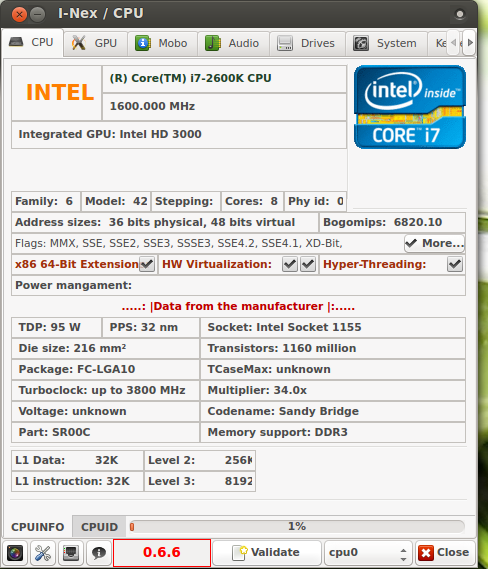 I-Nex / CPU
CPU GPU Mobo Audio Drives System
INTEL
(R) Core(TM) i7-2600K CPU
1600.000 MHz
Integrated GPU: Intel HD 3000
intel inside™
CORE™ i7
Family: 6 Model: 42 Stepping: Cores: 8 Phy id: 0
Address sizes: 36 bits physical, 48 bits virtual Bogomips: 6820.10
Flags: MMX, SSE, SSE2, SSE3, SSSE3, SSE4.2, SSE4.1, XD-Bit, More...
x86 64-Bit Extension HW Virtualization: Hyper-Threading:
Power mangament:
.....: |Data from the manufacturer |:.....
TDP: 95 W PPS: 32 nm Socket: Intel Socket 1155
Die size: 216 mm² Transistors: 1160 million
Package: FC-LGA10 TCaseMax: unknown
Turboclock: up to 3800 MHz Multiplier: 34.0x
Voltage: unknown Codename: Sandy Bridge
Part: SR00C Memory support: DDR3
L1 Data: 32K Level 2: 256K
L1 instruction: 32K Level 3: 8192
CPUINFO CPUID 1%
0.6.6 Validate cpu0 Close